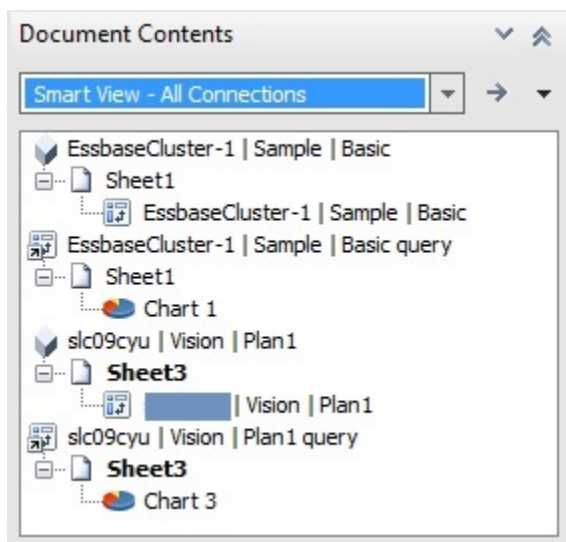 Document Contents
Smart View - All Connections
EssbaseCluster-1 | Sample | Basic
Sheet1
EssbaseCluster-1 | Sample | Basic
EssbaseCluster-1 | Sample | Basic query
Sheet1
Chart 1
slc09cyu | Vision | Plan1
Sheet3
| Vision | Plan1
slc09cyu | Vision | Plan1 query
Sheet3
Chart 3